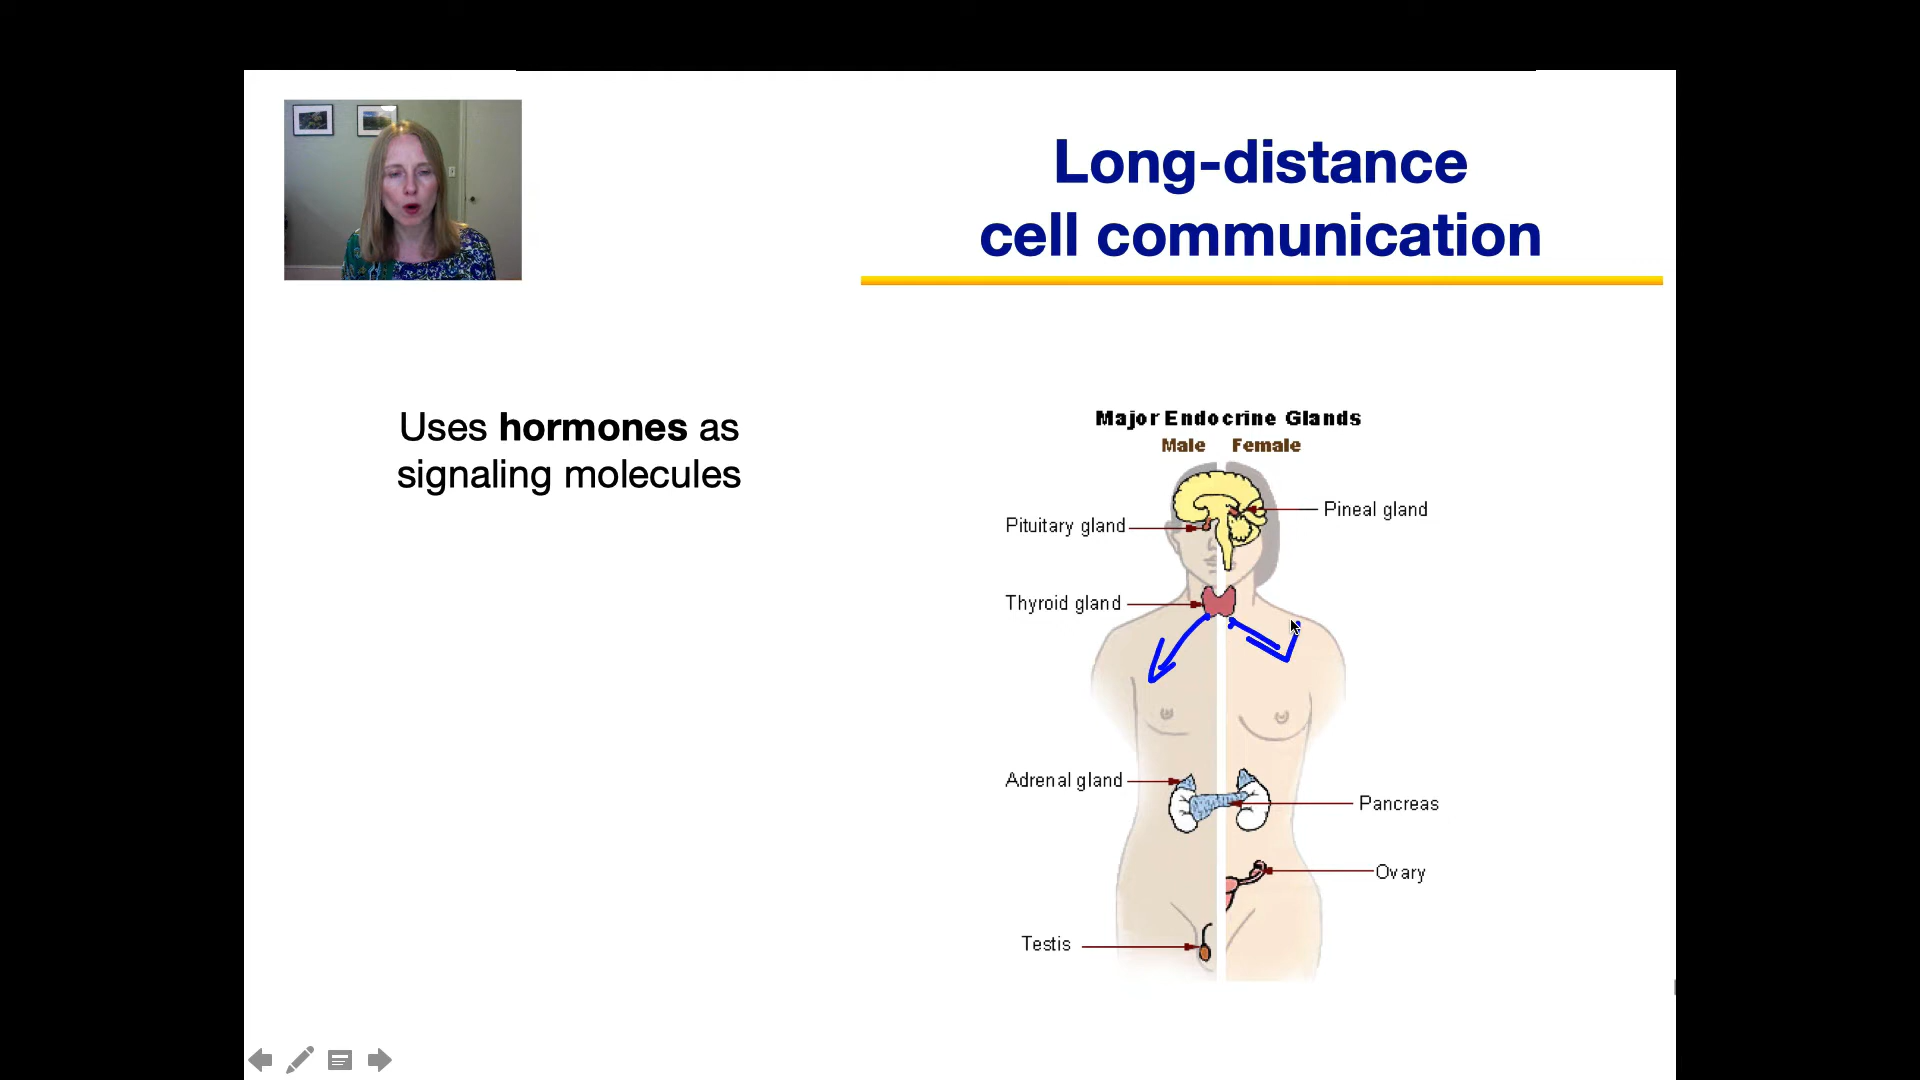 Long-distance
cell communication
Uses hormones as
signaling molecules
Major Endocrine Glands
Male Female
Pineal gland
Pituitary gland
Thyroid gland
Adrenal gland
Pancreas
Ovary
Testis